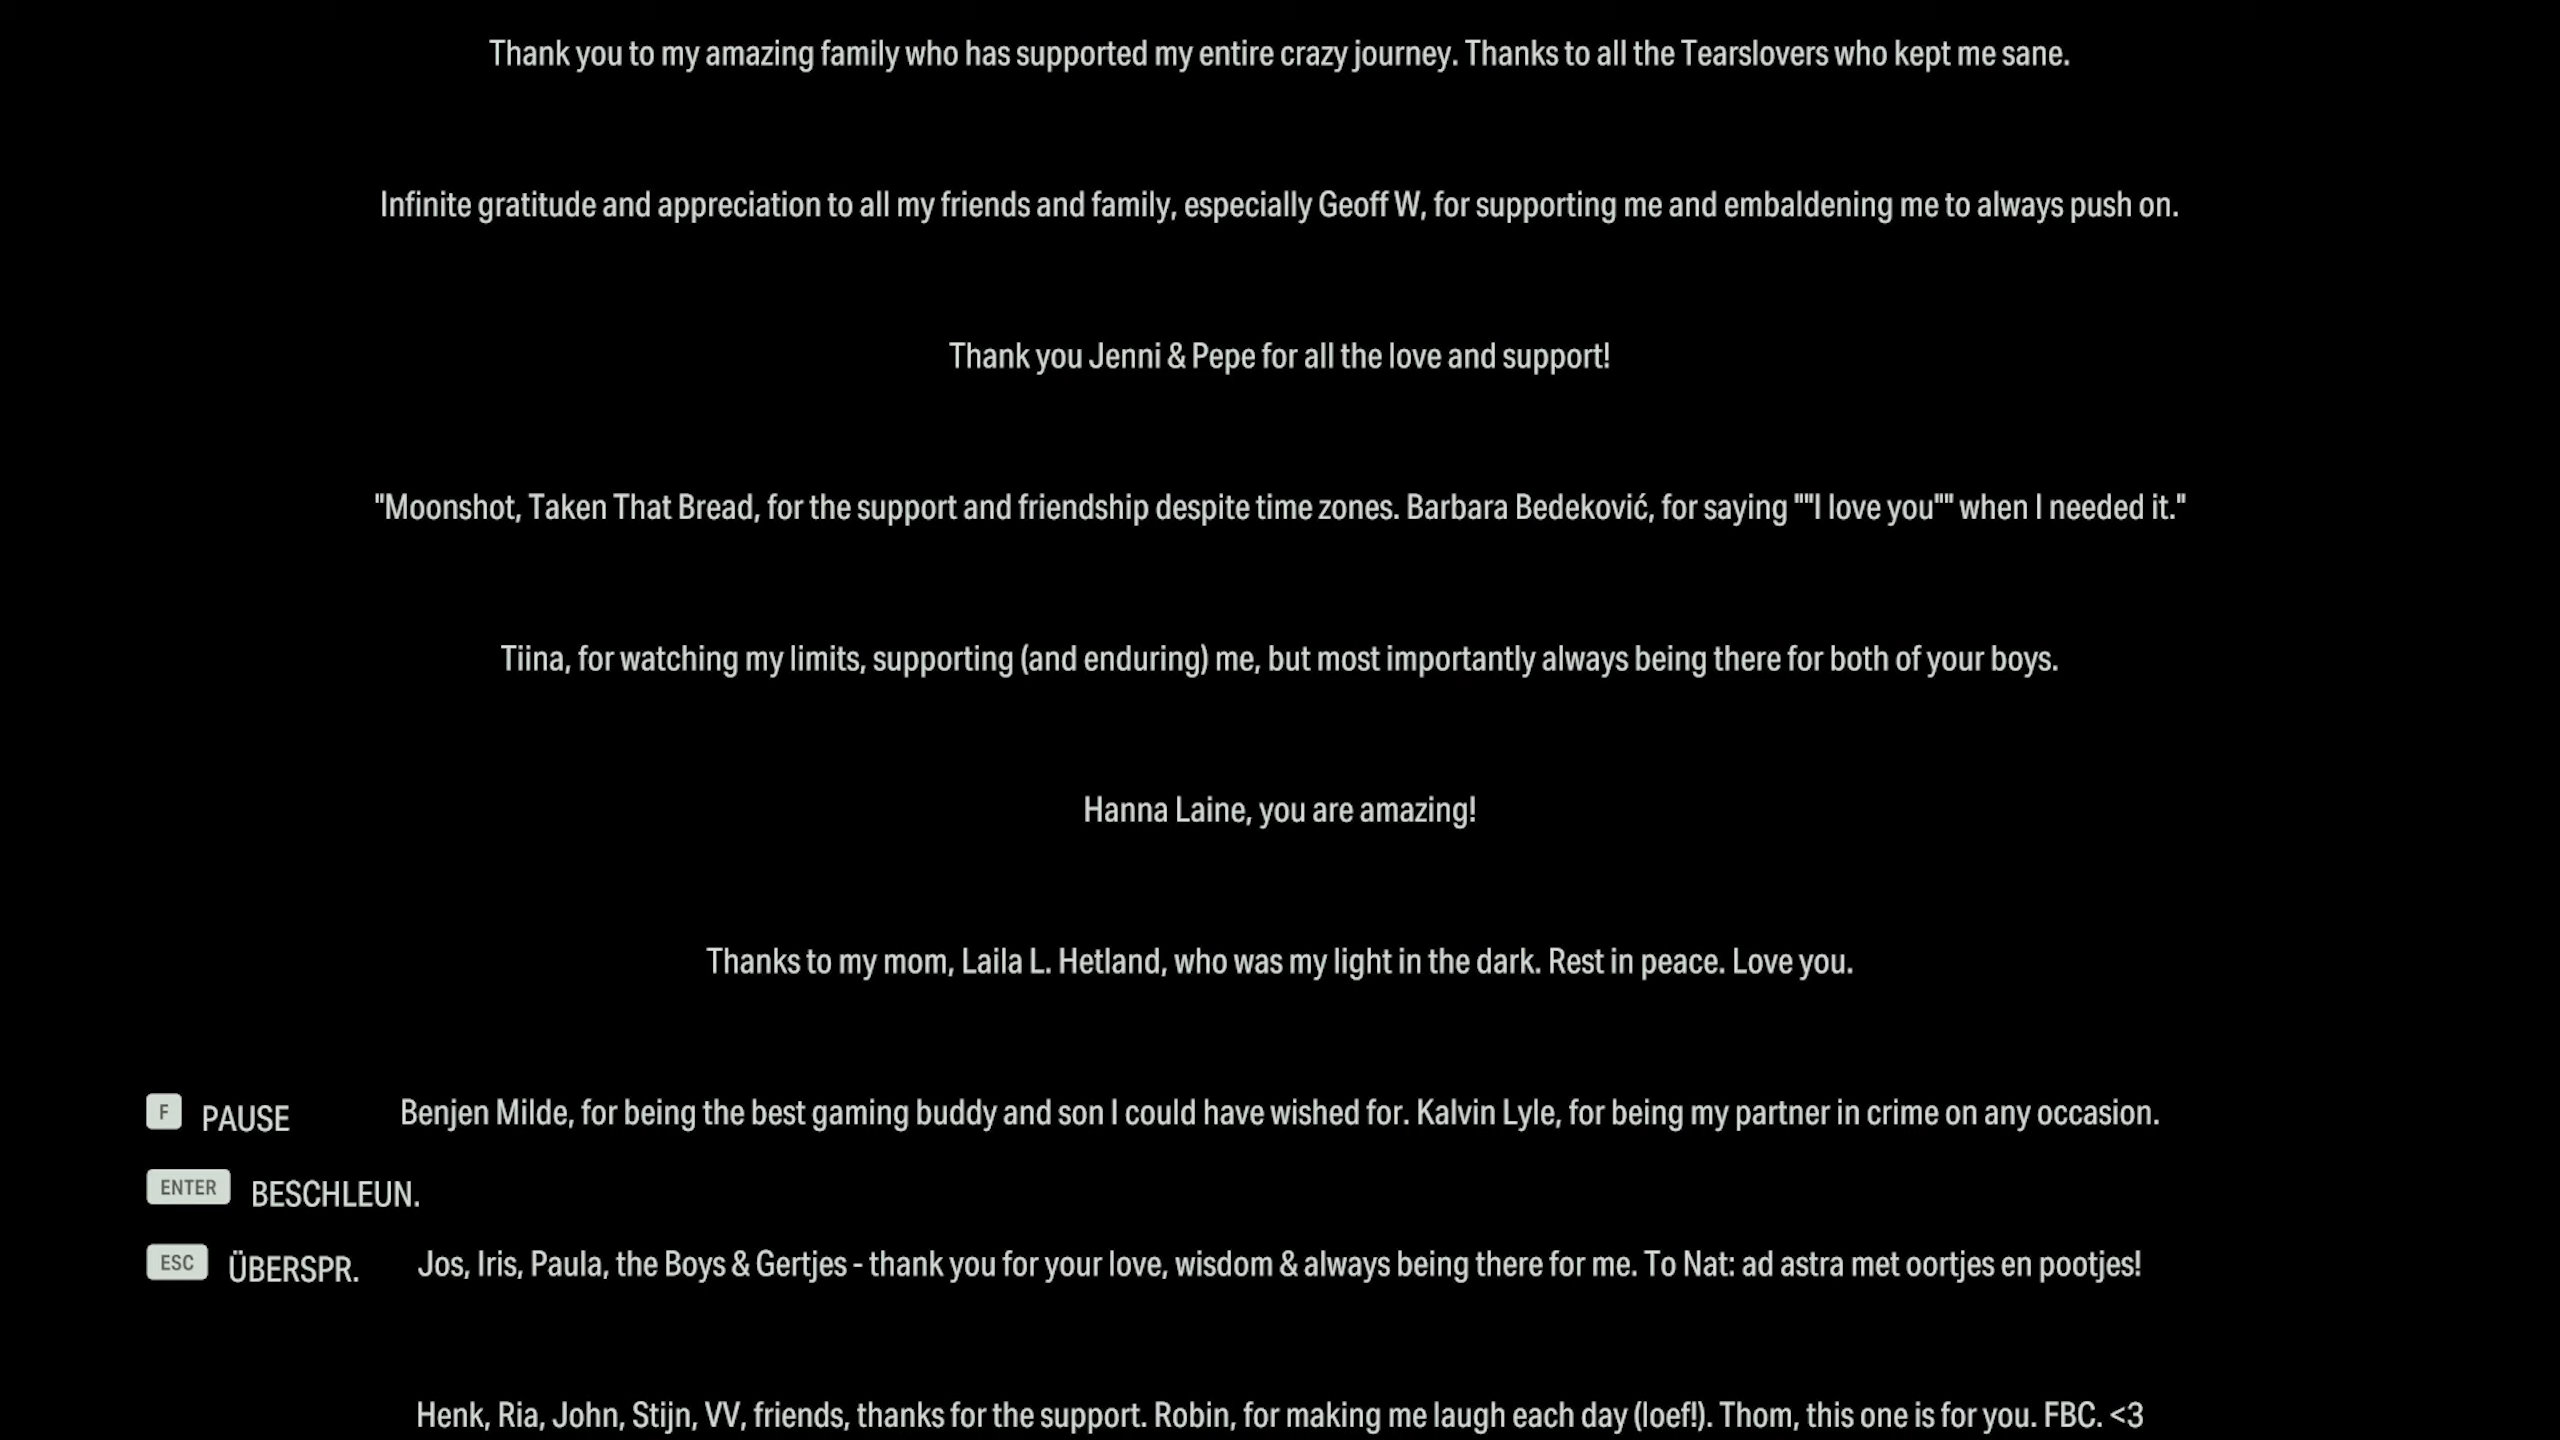 Thank you to my amazing family who has supported my entire crazy journey. Thanks to all the Tearslovers who kept me sane.
Infinite gratitude and appreciation to all my friends and family, especially Geoff W, for supporting me and embaldening me to always push on.
Thank you Jenni & Pepe for all the love and support!
"Moonshot, Taken That Bread, for the support and friendship despite time zones. Barbara Bedeković, for saying ""I love you"" when I needed it."
Tiina, for watching my limits, supporting (and enduring) me, but most importantly always being there for both of your boys.
Hanna Laine, you are amazing!
Thanks to my mom, Laila L. Hetland, who was my light in the dark. Rest in peace. Love you.
F PAUSE
Benjen Milde, for being the best gaming buddy and son I could have wished for. Kalvin Lyle, for being my partner in crime on any occasion.
ENTER BESCHLEUN.
ESC ÜBERSPR.
Jos, Iris, Paula, the Boys & Gertjes - thank you for your love, wisdom & always being there for me. To Nat: ad astra met oortjes en pootjes!
Henk, Ria, John, Stijn, VV, friends, thanks for the support. Robin, for making me laugh each day (loef!). Thom, this one is for you. FBC. <3